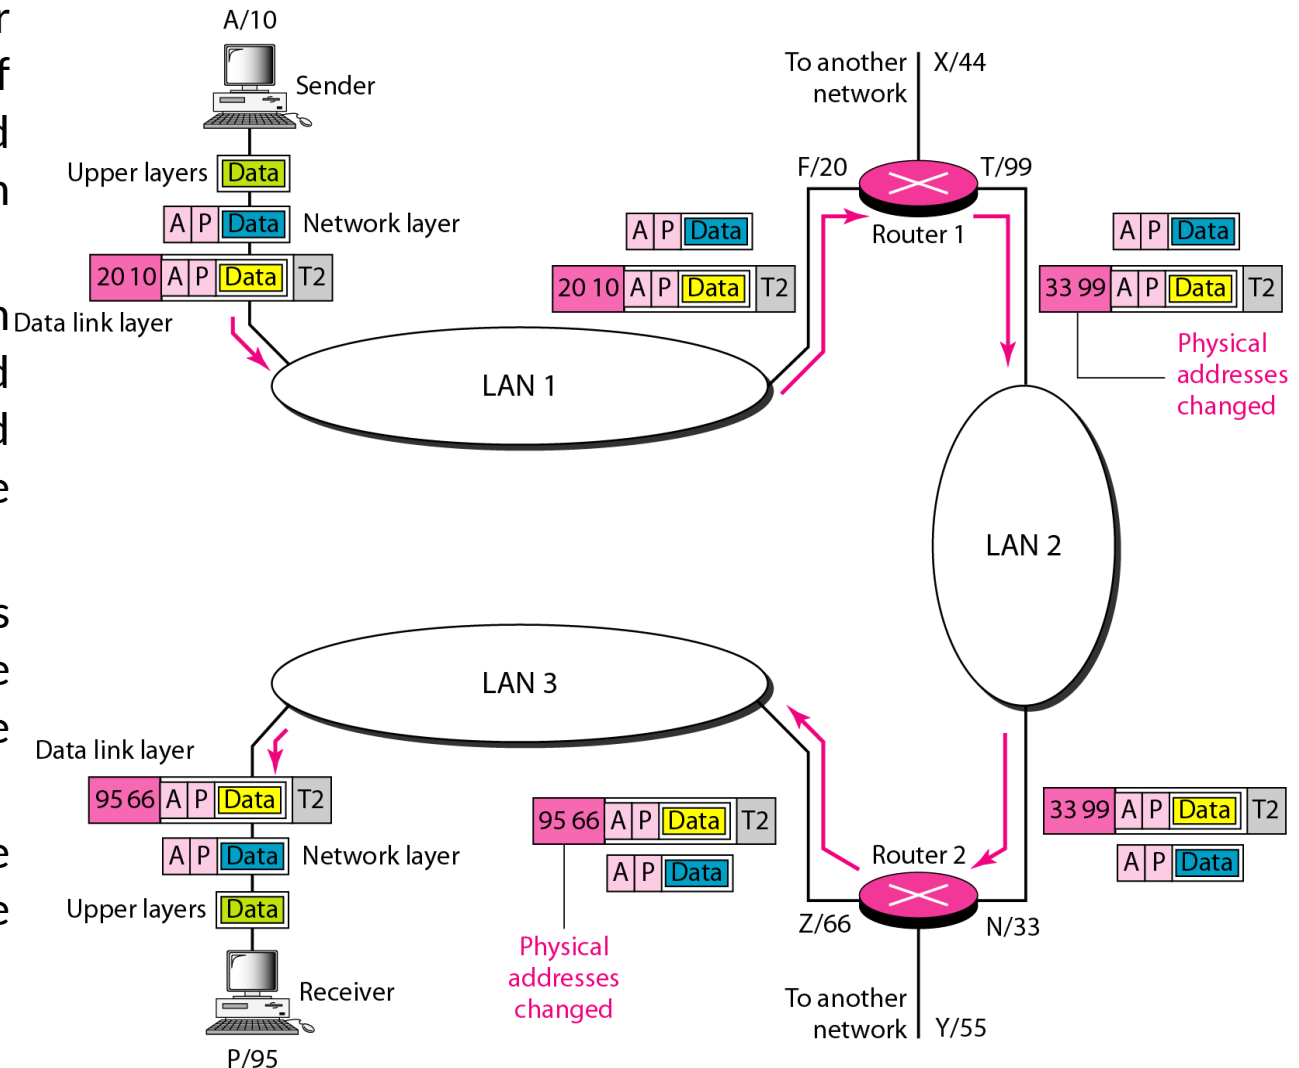 r
f
d
n
n
d
d
e
s
e
e
e
e
A/10
Sender
Upper layers
Data
A P Data
Network layer
20 10 A P Data T2
Data link layer
LAN 1
A P Data
20 10 A P Data T2
To another
network
X/44
F/20
T/99
Router 1
A P Data
33 99 A P Data T2
Physical
addresses
changed
LAN 2
33 99 A P Data T2
A P Data
Router 2
Z/66
N/33
To another
network
Y/55
95 66 A P Data T2
A P Data
Physical
addresses
changed
LAN 3
Data link layer
95 66 A P Data T2
A P Data
Network layer
Upper layers
Data
Receiver
P/95